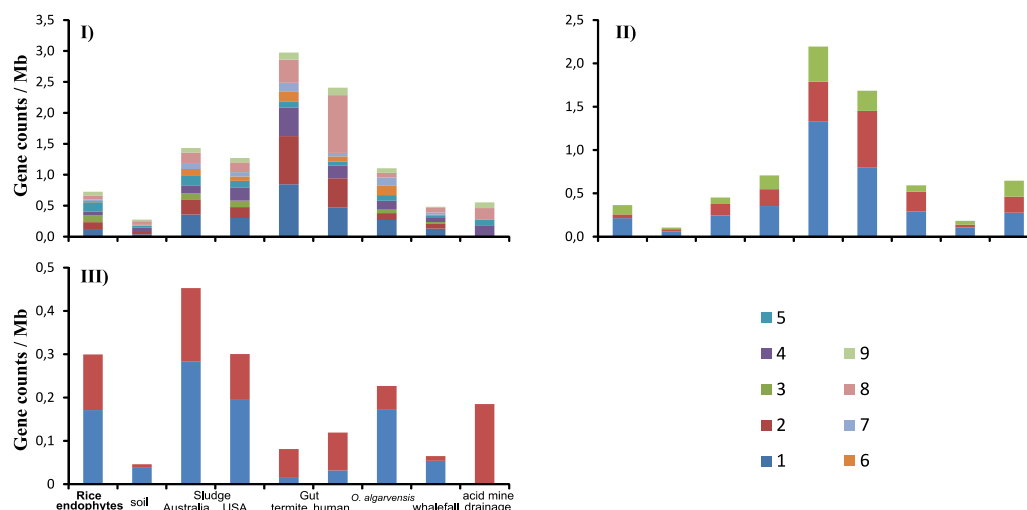 I)
Gene counts / Mb
3,5
3,0
2,5
2,0
1,5
1,0
0,5
0,0
II)
2,5
2,0
1,5
1,0
0,5
0,0
III)
Gene counts / Mb
0,5
0,4
0,3
0,2
0,1
0
Rice endophytes
soil
Sludge
Australia USA
Gut
termite human
O. algarvensis
whalefall
acid mine drainage
5
4 9
3 8
2 7
1 6